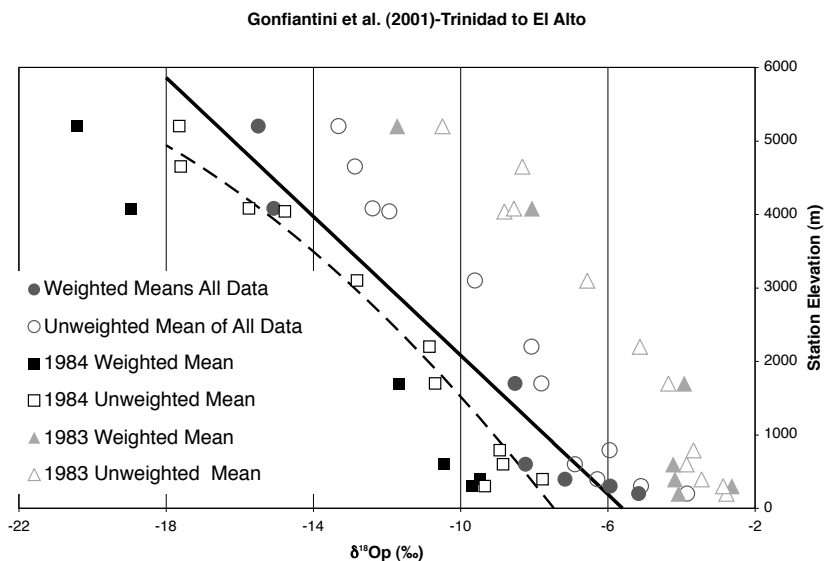 Gonfiantini et al. (2001)-Trinidad to El Alto
6000
5000
4000
3000
2000
1000
0
Station Elevation (m)
Weighted Means All Data
Unweighted Mean of All Data
1984 Weighted Mean
1984 Unweighted Mean
1983 Weighted Mean
1983 Unweighted Mean
-22 -18 -14 -10 -6 -2
δ¹⁸Op (‰)